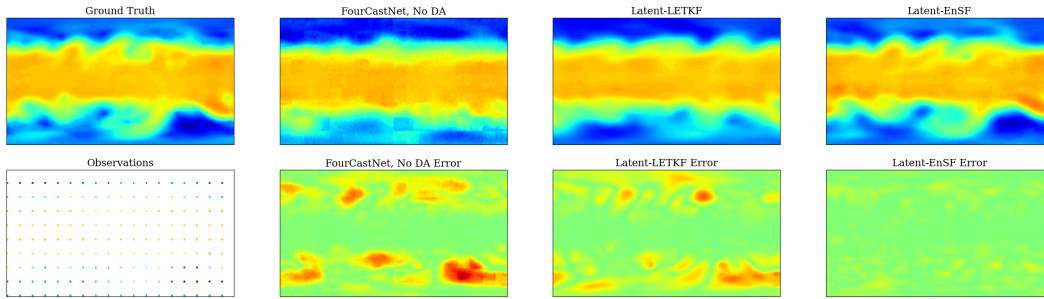 Ground Truth
FourCastNet, No DA
Latent-LETKF
Latent-EnSF
Observations
FourCastNet, No DA Error
Latent-LETKF Error
Latent-EnSF Error